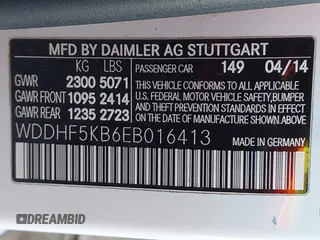 MFD BY DAIMLER AG STUTTGART
KG LBS PASSENGER CAR 149 04/14
GVWR 2300 5071
GAWR FRONT 1095 2414
GAWR REAR 1235 2723
THIS VEHICLE CONFORMS TO ALL APPLICABLE U.S. FEDERAL MOTOR VEHICLE SAFETY, BUMPER, AND THEFT PREVENTION STANDARDS IN EFFECT ON THE DATE OF MANUFACTURE SHOWN ABOVE.
WDDHF5KB6EB016413
MADE IN GERMANY
DREAMBID